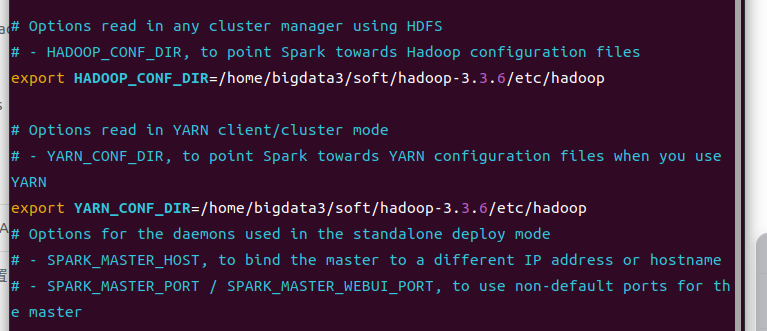 # Options read in any cluster manager using HDFS
# - HADOOP_CONF_DIR, to point Spark towards Hadoop configuration files
export HADOOP_CONF_DIR=/home/bigdata3/soft/hadoop-3.3.6/etc/hadoop
# Options read in YARN client/cluster mode
# - YARN_CONF_DIR, to point Spark towards YARN configuration files when you use
YARN
export YARN_CONF_DIR=/home/bigdata3/soft/hadoop-3.3.6/etc/hadoop
# Options for the daemons used in the standalone deploy mode
# - SPARK_MASTER_HOST, to bind the master to a different IP address or hostname
# - SPARK_MASTER_PORT / SPARK_MASTER_WEBUI_PORT, to use non-default ports for th
e master